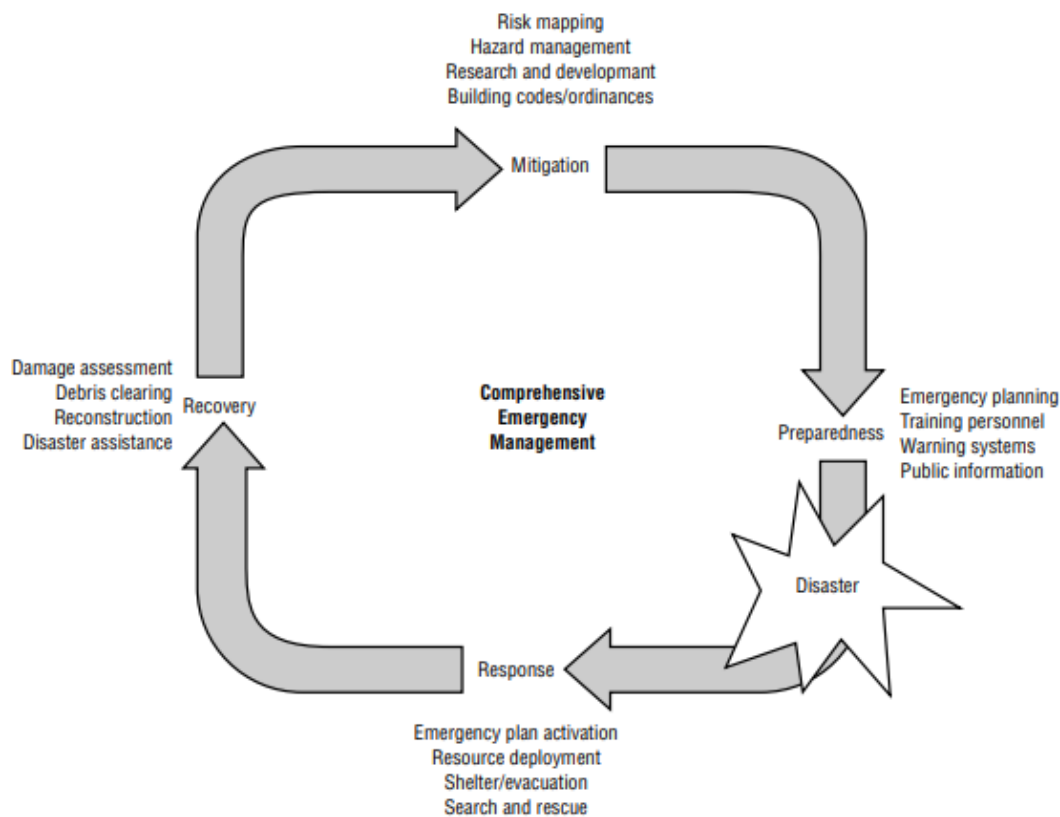 Risk mapping
Hazard management
Research and developmant
Building codes/ordinances
Mitigation
Damage assessment
Debris clearing
Reconstruction
Disaster assistance
Recovery
Comprehensive
Emergency
Management
Preparedness
Emergency planning
Training personnel
Warning systems
Public information
Disaster
Response
Emergency plan activation
Resource deployment
Shelter/evacuation
Search and rescue